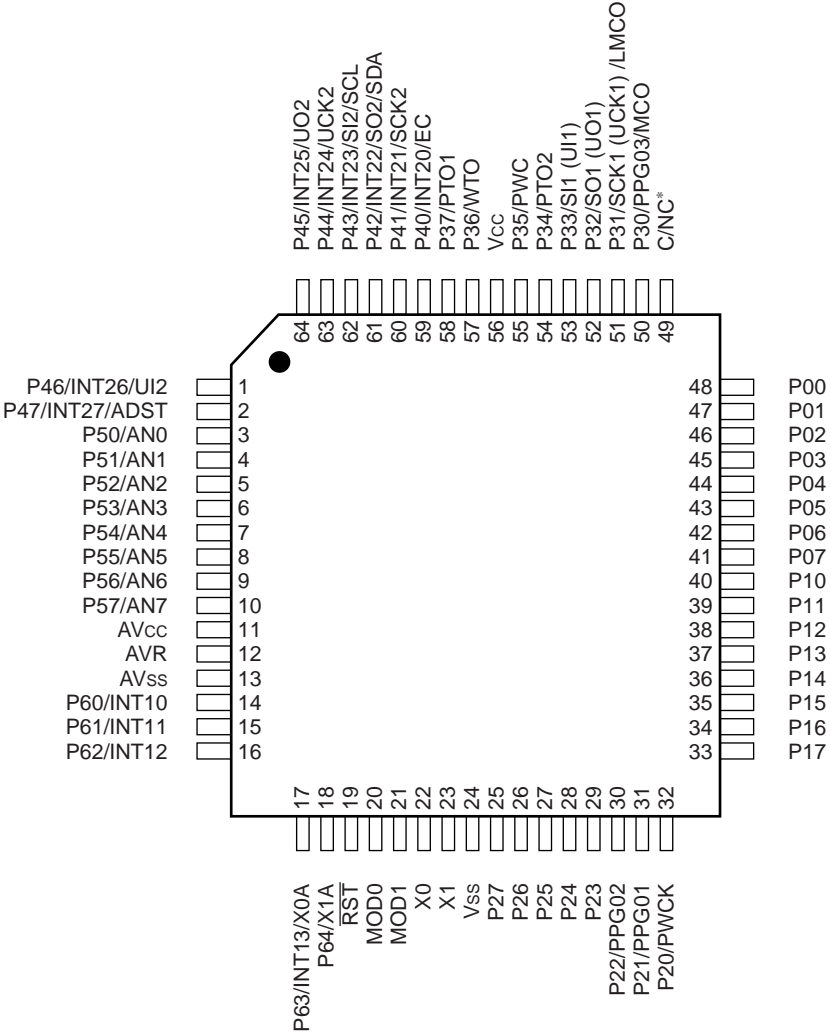 P45/INT25/UO2
P44/INT24/UCK2
P43/INT23/SI2/SCL
P42/INT22/SO2/SDA
P41/INT21/SCK2
P40/INT20/EC
P37/PTO1
P36/WTO
Vcc
P35/PWC
P34/PTO2
P33/SI1 (UI1)
P32/SO1 (UO1)
P31/SCK1 (UCK1) /LMCO
P30/PPG03/MCO
C/NC*
64
63
62
61
60
59
58
57
56
55
54
53
52
51
50
49
P46/INT26/UI2 1
P47/INT27/ADST 2
P50/AN0 3
P51/AN1 4
P52/AN2 5
P53/AN3 6
P54/AN4 7
P55/AN5 8
P56/AN6 9
P57/AN7 10
AVcc 11
AVR 12
AVss 13
P60/INT10 14
P61/INT11 15
P62/INT12 16
48 P00
47 P01
46 P02
45 P03
44 P04
43 P05
42 P06
41 P07
40 P10
39 P11
38 P12
37 P13
36 P14
35 P15
34 P16
33 P17
17
18
19
20
21
22
23
24
25
26
27
28
29
30
31
32
P63/INT13/X0A
P64/X1A
RST
MOD0
MOD1
X0
X1
Vss
P27
P26
P25
P24
P23
P22/PPG02
P21/PPG01
P20/PWCK